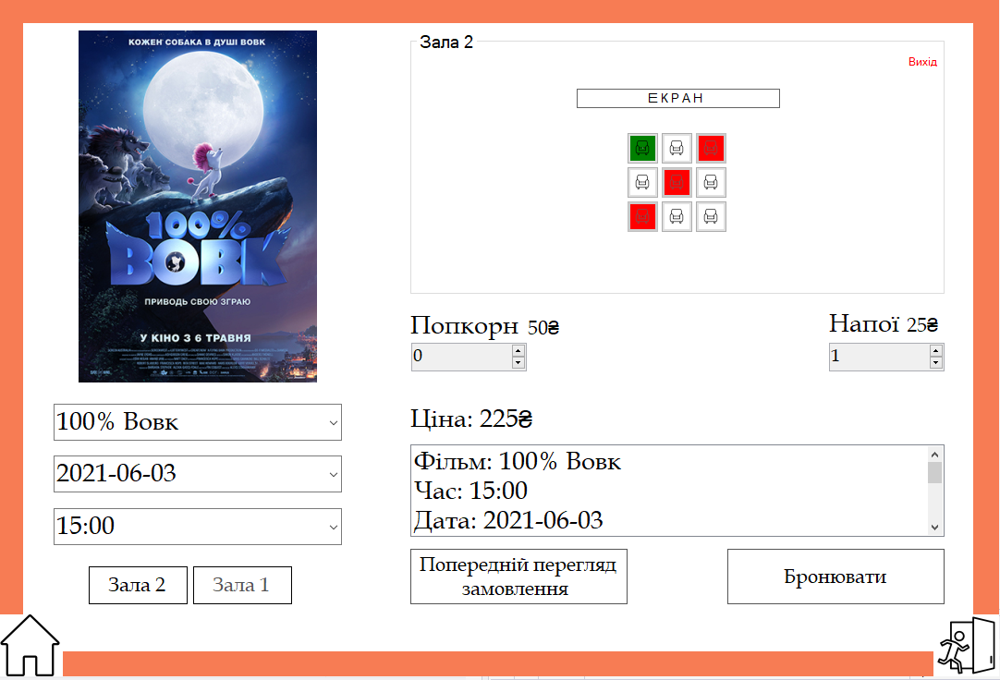 КОЖЕН СОБАКА В ДУШІ ВОВК
100%
ВОВК
ПРИВОДЬ СВОЮ ЗГРАЮ
У КІНО З 6 ТРАВНЯ
100% Вовк
2021-06-03
15:00
Зала 2
Зала 1
Зала 2
Вихід
ЕКРАН
Попкорн 50₴
0
Напої 25₴
1
Ціна: 225₴
Фільм: 100% Вовк
Час: 15:00
Дата: 2021-06-03
Попередній перегляд
замовлення
Бронювати